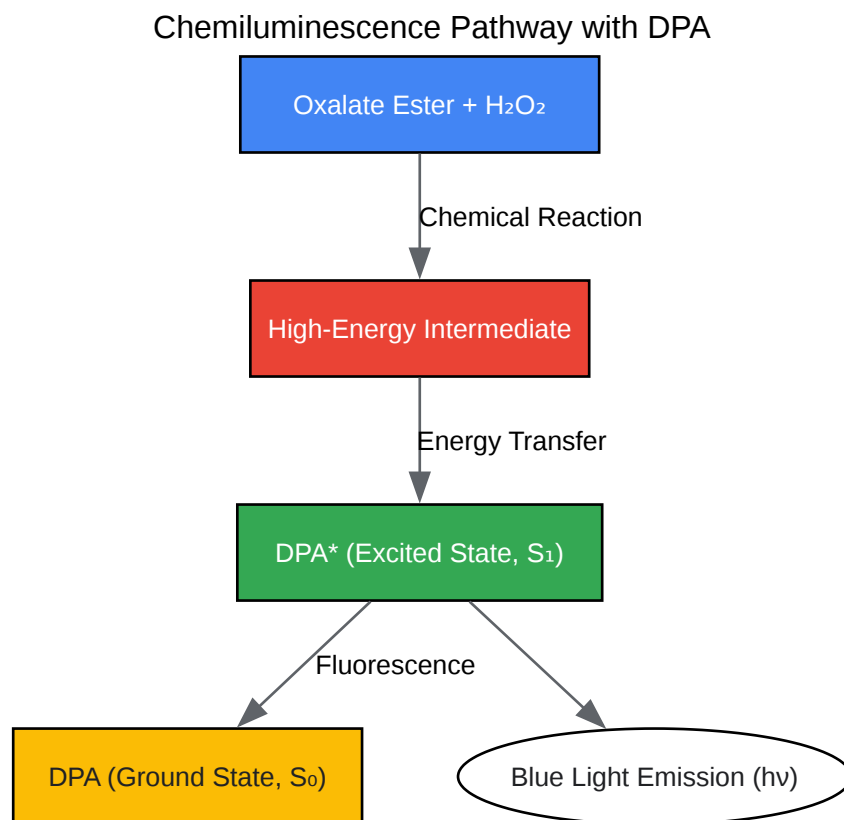 Chemiluminescence Pathway with DPA
Oxalate Ester + H₂O₂
Chemical Reaction
High-Energy Intermediate
Energy Transfer
DPA* (Excited State, S₁)
Fluorescence
DPA (Ground State, S₀)
Blue Light Emission (hν)